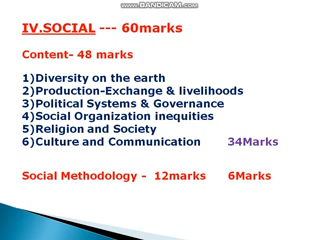 WWW.BANDICAM.COM
IV.SOCIAL --- 60marks
Content- 48 marks
1)Diversity on the earth
2)Production-Exchange & livelihoods
3)Political Systems & Governance
4)Social Organization inequities
5)Religion and Society
6)Culture and Communication 34Marks
Social Methodology - 12marks 6Marks